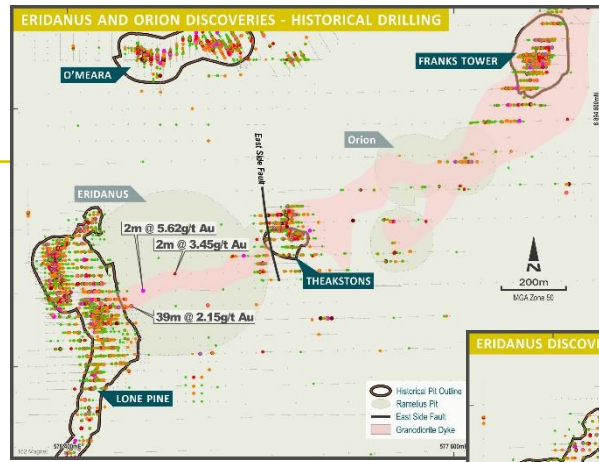 ERIDANUS AND ORION DISCOVERIES - HISTORICAL DRILLING
O'MEARA
FRANKS TOWER
Orion
East Side Fault
ERIDANUS
2m @ 5.62g/t Au
2m @ 3.45g/t Au
39m @ 2.15g/t Au
THEAKSTONS
N
200m
MGA Zone 50
LONE PINE
Historical Pit Outline
Ramelius Pit
East Side Fault
Granodiorite Dyke
ERIDANUS DISCOVE